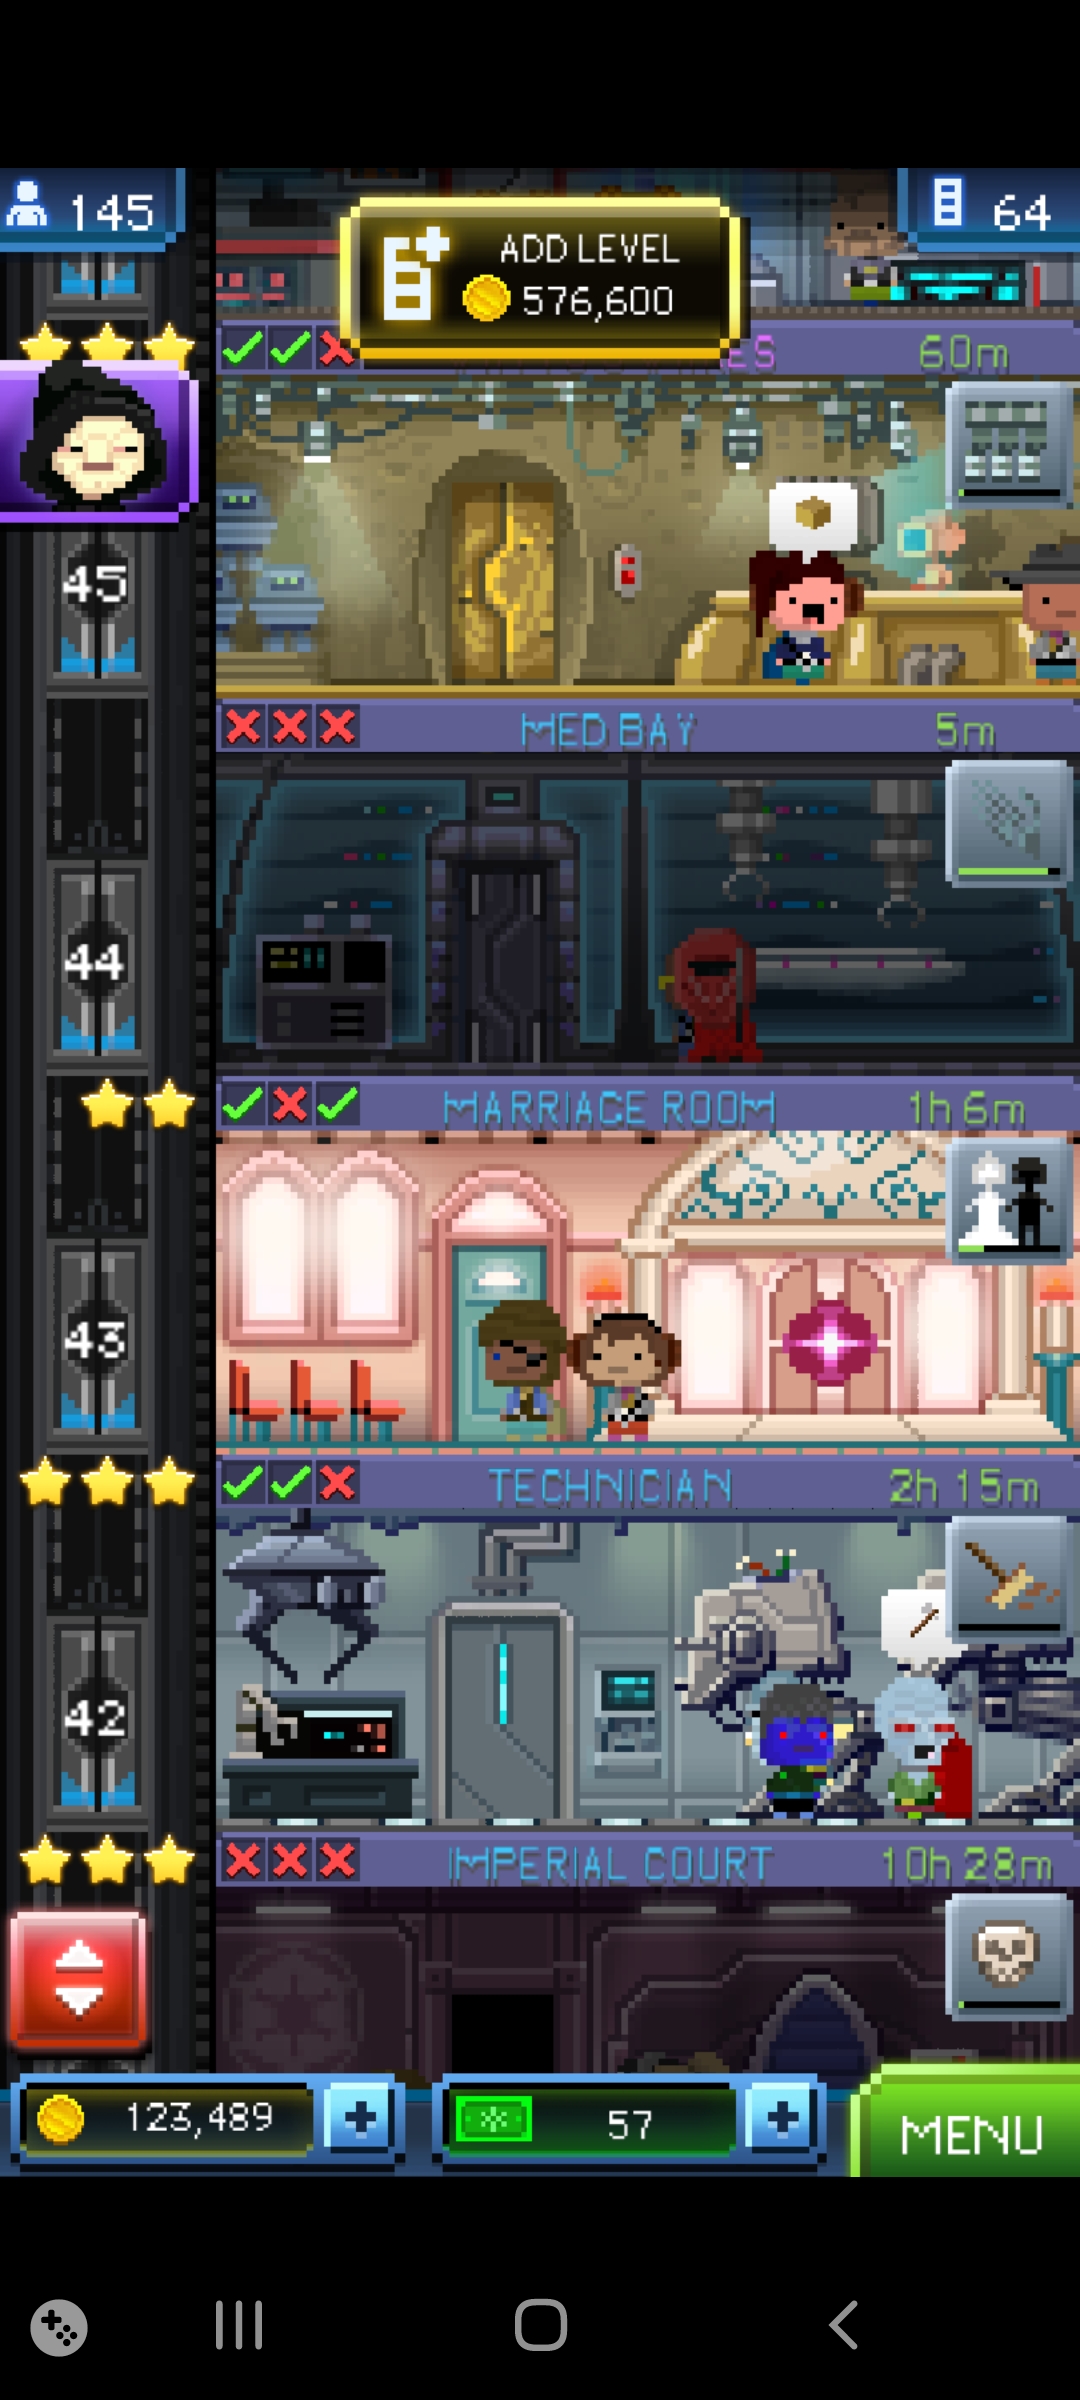 145
ADD LEVEL
576,600
64
60m
45
MED BAY
5m
44
MARRIAGE ROOM
1h 6m
43
TECHNICIAN
2h 15m
42
IMPERIAL COURT
10h 28m
123,489
57
MENU